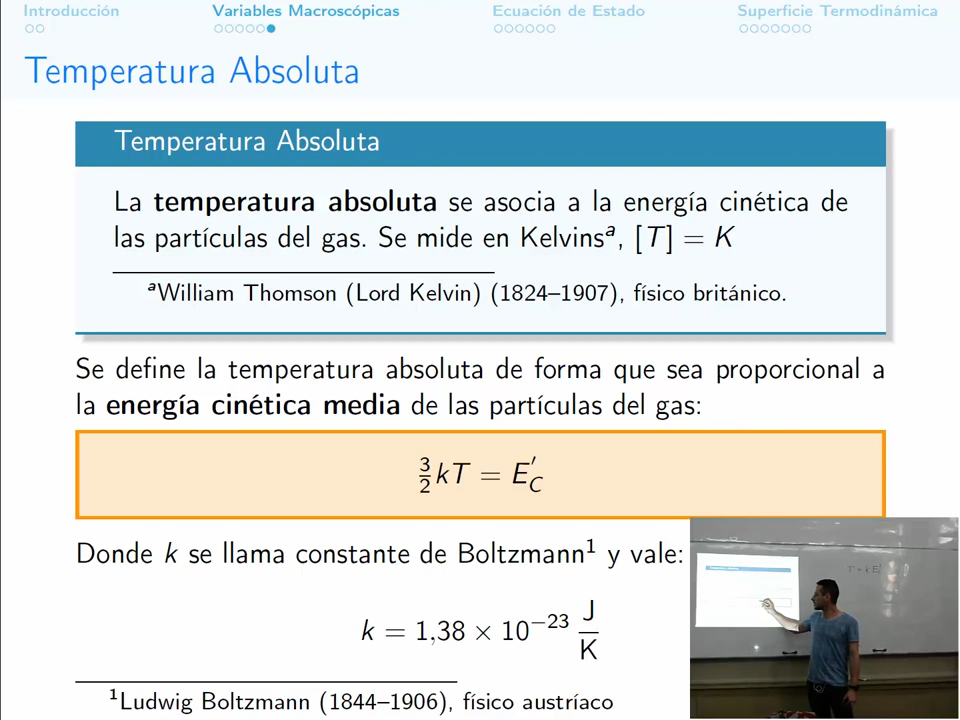 Introducción Variables Macroscópicas Ecuación de Estado Superficie Termodinámica
Temperatura Absoluta
Temperatura Absoluta
La temperatura absoluta se asocia a la energía cinética de
las partículas del gas. Se mide en Kelvinsᵃ, [T] = K
ᵃWilliam Thomson (Lord Kelvin) (1824–1907), físico británico.
Se define la temperatura absoluta de forma que sea proporcional a
la energía cinética media de las partículas del gas:
3/2 kT = E′_C
Donde k se llama constante de Boltzmann¹ y vale:
k = 1,38 × 10⁻²³ J/K
¹Ludwig Boltzmann (1844–1906), físico austríaco